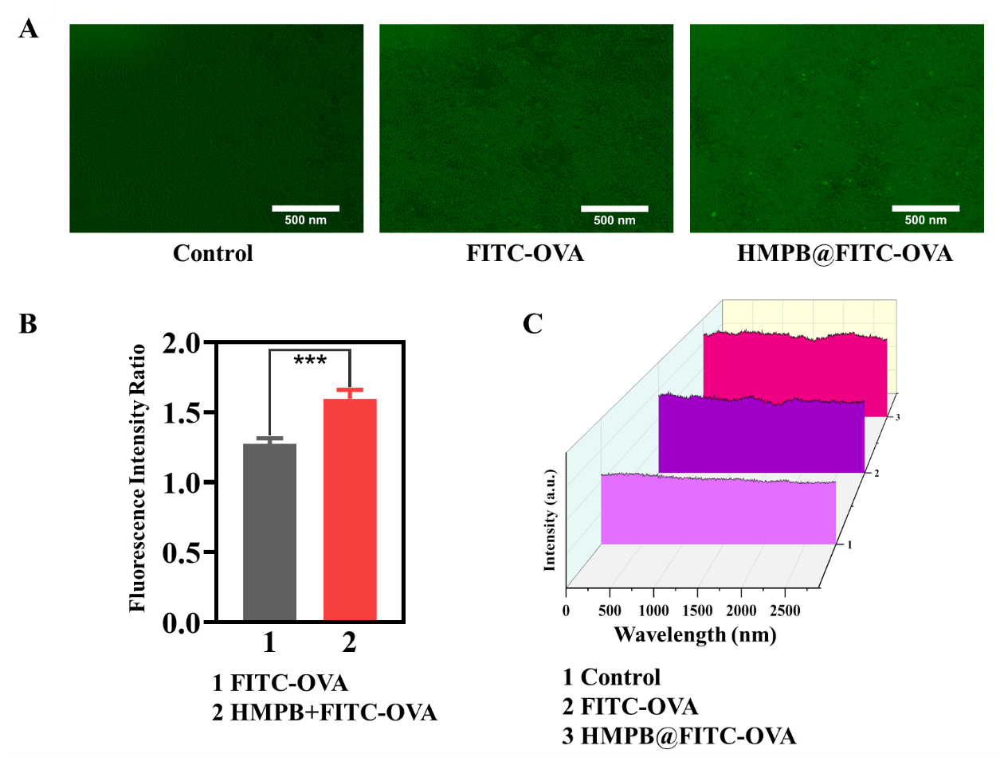 A
500 nm
500 nm
500 nm
Control
FITC-OVA
HMPB@FITC-OVA
B
Fluorescence Intensity Ratio
2.0
1.5
1.0
0.5
0.0
***
1
2
1 FITC-OVA
2 HMPB+FITC-OVA
C
Intensity (a.u.)
3
2
1
0
500
1000
1500
2000
2500
Wavelength (nm)
1 Control
2 FITC-OVA
3 HMPB@FITC-OVA